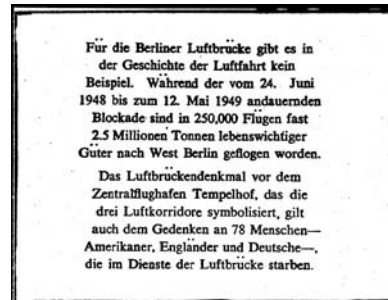 Für die Berliner Luftbrücke gibt es in
der Geschichte der Luftfahrt kein
Beispiel. Während der vom 24. Juni
1948 bis zum 12. Mai 1949 andauernden
Blockade sind in 250,000 Flügen fast
2.5 Millionen Tonnen lebenswichtiger
Güter nach West Berlin geflogen worden.
Das Luftbrückendenkmal vor dem
Zentralflughafen Tempelhof, das die
drei Luftkorridore symbolisiert, gilt
auch dem Gedenken an 78 Menschen—
Amerikaner, Engländer und Deutsche—,
die im Dienste der Luftbrücke starben.